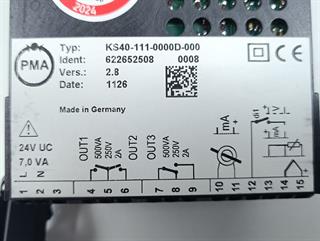 2024
PMA
Typ: KS40-111-0000D-000
Ident: 622652508 0008
Vers.: 2.8
Date: 1126
Made in Germany
24V UC
7,0 VA
L N
OUT1
500VA
250V
2A
OUT2
OUT3
500VA
250V
2A
mA
di1
V
mA
1 2 3 4 5 6 7 8 9 10 11 12 13 14 15